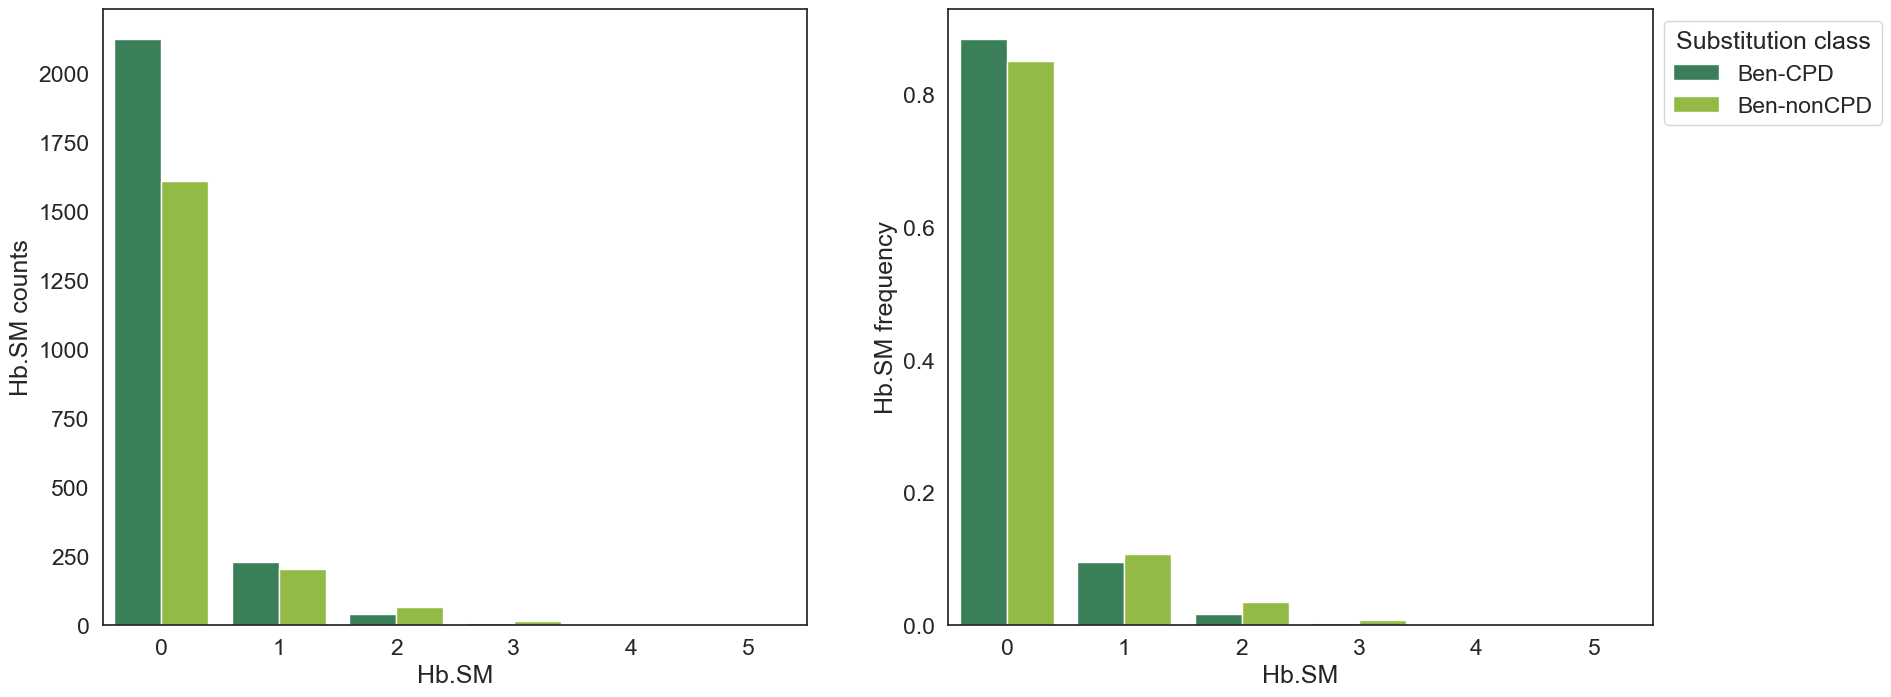 Hb.SM counts
2000
1750
1500
1250
1000
750
500
250
0
0 1 2 3 4 5
Hb.SM
Hb.SM frequency
0.8
0.6
0.4
0.2
0.0
0 1 2 3 4 5
Hb.SM
Substitution class
Ben-CPD
Ben-nonCPD